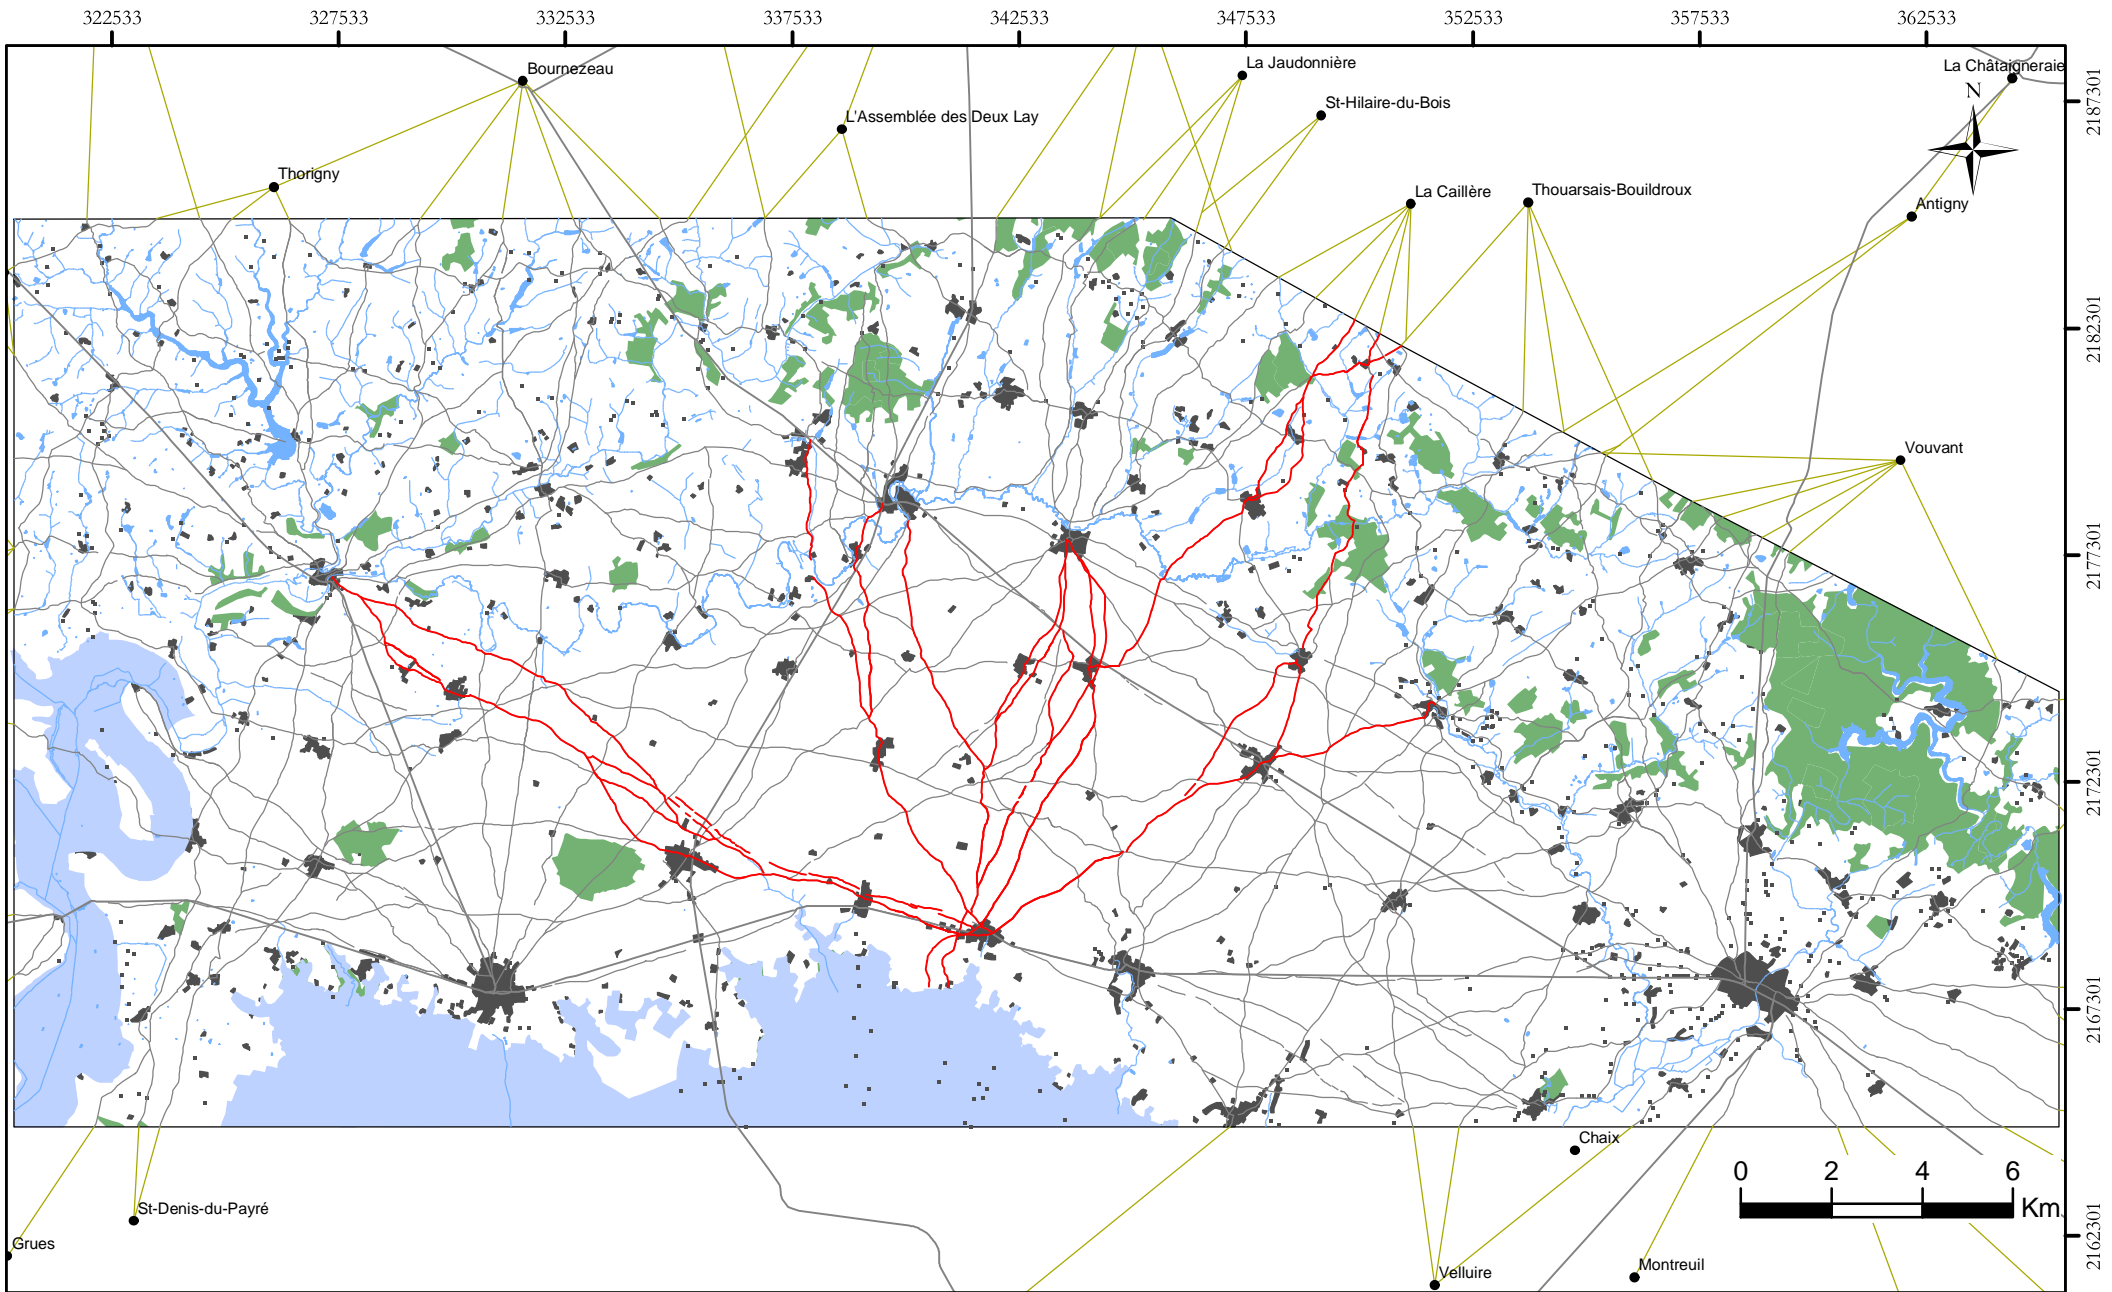 322533 327533 332533 337533 342533 347533 352533 357533 362533
Bournezeau
La Jaudonnière
La Châtaigneraie
N
St-Hilaire-du-Bois
L'Assemblée des Deux Lay
2187301
Thorigny
La Caillère
Thouarsais-Bouildroux
Antigny
2182301
Vouvant
2177301
2172301
2167301
Chaix
0 2 4 6
Km
St-Denis-du-Payré
Grues
2162301
Velluire
Montreuil